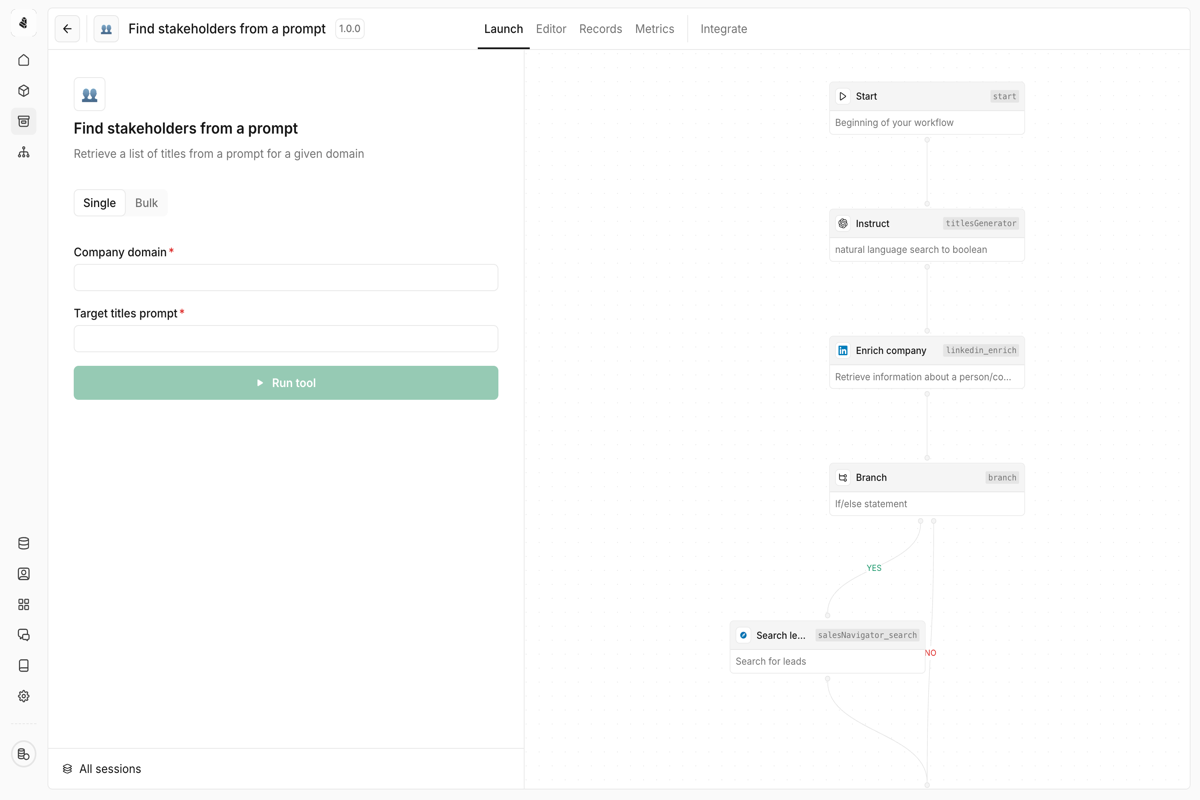 Find stakeholders from a prompt 1.0.0
Launch Editor Records Metrics Integrate
Find stakeholders from a prompt
Retrieve a list of titles from a prompt for a given domain
Single Bulk
Company domain*
Target titles prompt*
Run tool
All sessions
Start start
Beginning of your workflow
Instruct titlesGenerator
natural language search to boolean
Enrich company linkedin_enrich
Retrieve information about a person/co...
Branch branch
If/else statement
YES
Search le... salesNavigator_search
NO
Search for leads